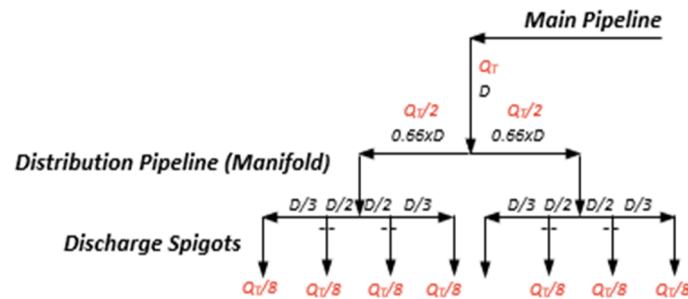 Main Pipeline
QT
D
QT/2 QT/2
0.66xD 0.66xD
Distribution Pipeline (Manifold)
D/3 D/2 D/2 D/3 D/3 D/2 D/2 D/3
Discharge Spigots
QT/8 QT/8 QT/8 QT/8 QT/8 QT/8 QT/8